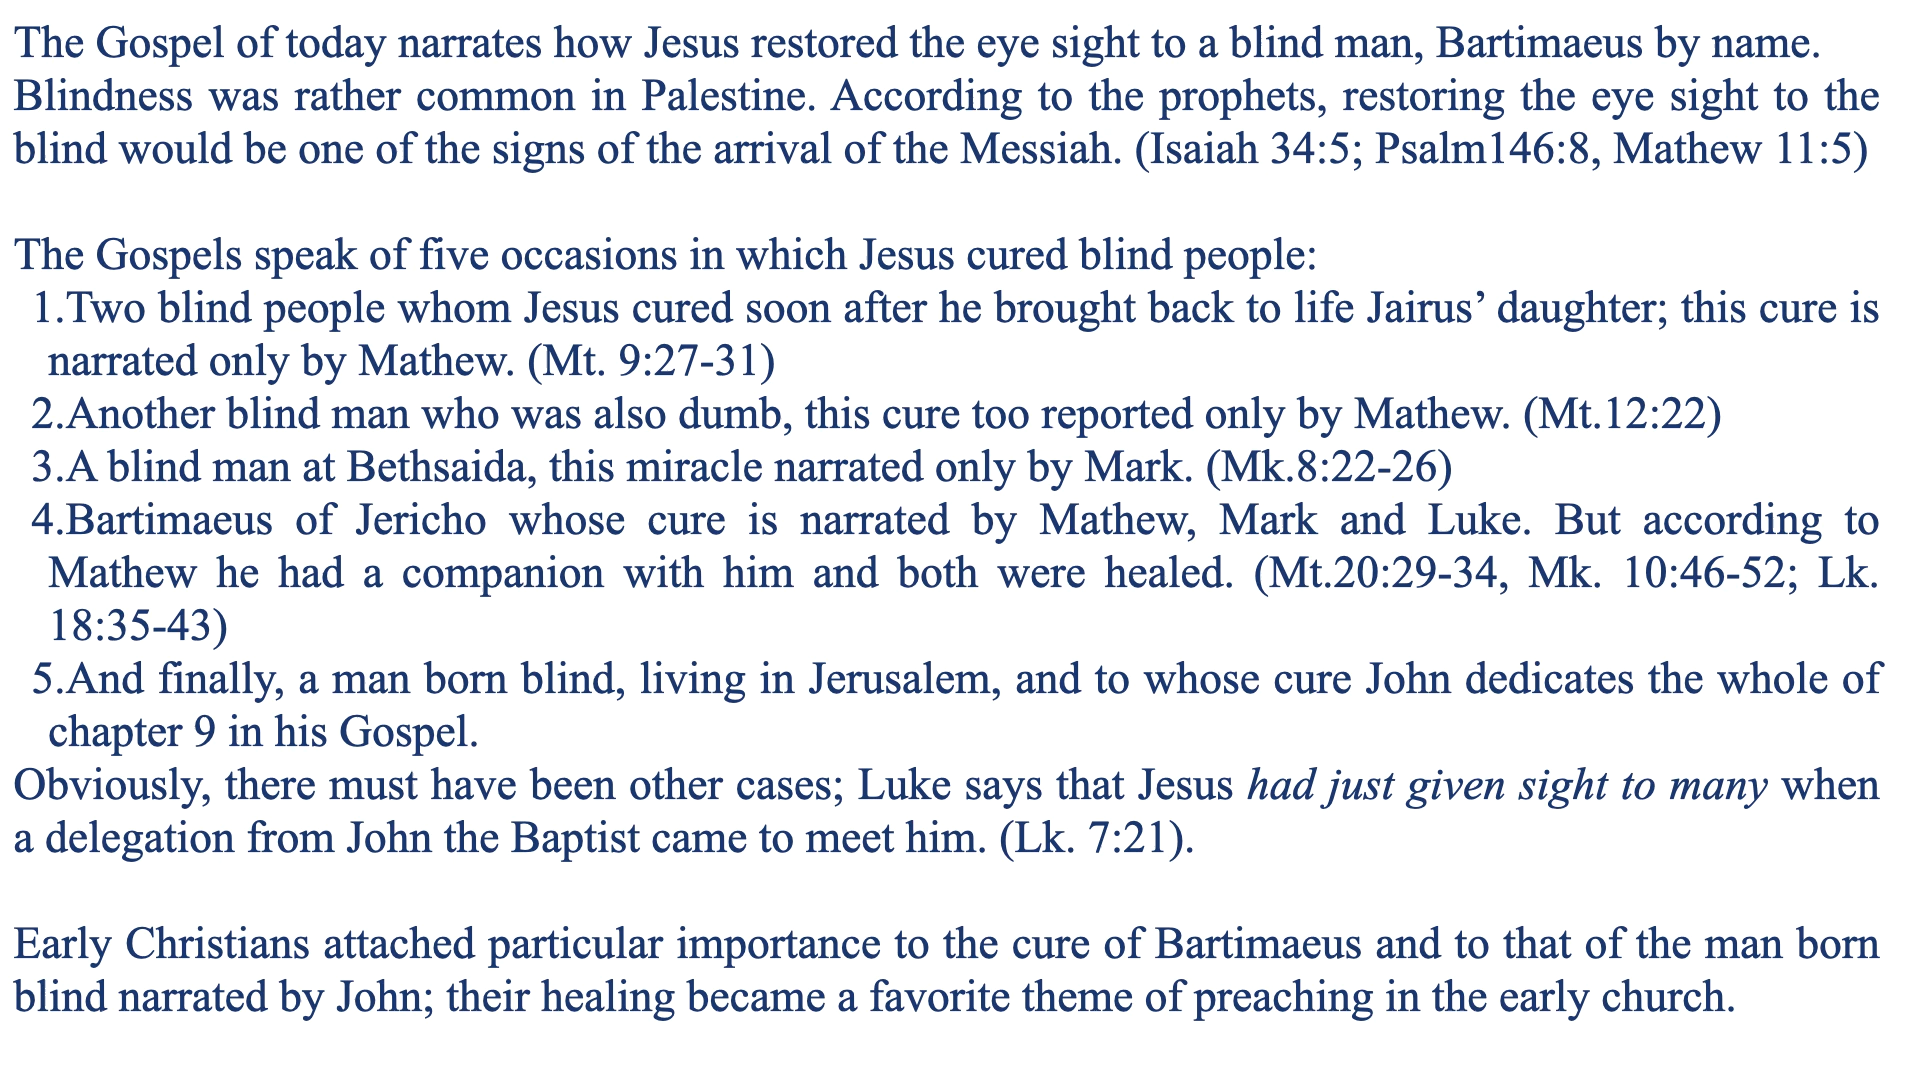 The Gospel of today narrates how Jesus restored the eye sight to a blind man, Bartimaeus by name.
Blindness was rather common in Palestine. According to the prophets, restoring the eye sight to the
blind would be one of the signs of the arrival of the Messiah. (Isaiah 34:5; Psalm146:8, Mathew 11:5)
The Gospels speak of five occasions in which Jesus cured blind people:
1.Two blind people whom Jesus cured soon after he brought back to life Jairus’ daughter; this cure is
narrated only by Mathew. (Mt. 9:27-31)
2.Another blind man who was also dumb, this cure too reported only by Mathew. (Mt.12:22)
3.A blind man at Bethsaida, this miracle narrated only by Mark. (Mk.8:22-26)
4.Bartimaeus of Jericho whose cure is narrated by Mathew, Mark and Luke. But according to
Mathew he had a companion with him and both were healed. (Mt.20:29-34, Mk. 10:46-52; Lk.
18:35-43)
5.And finally, a man born blind, living in Jerusalem, and to whose cure John dedicates the whole of
chapter 9 in his Gospel.
Obviously, there must have been other cases; Luke says that Jesus had just given sight to many when
a delegation from John the Baptist came to meet him. (Lk. 7:21).
Early Christians attached particular importance to the cure of Bartimaeus and to that of the man born
blind narrated by John; their healing became a favorite theme of preaching in the early church.